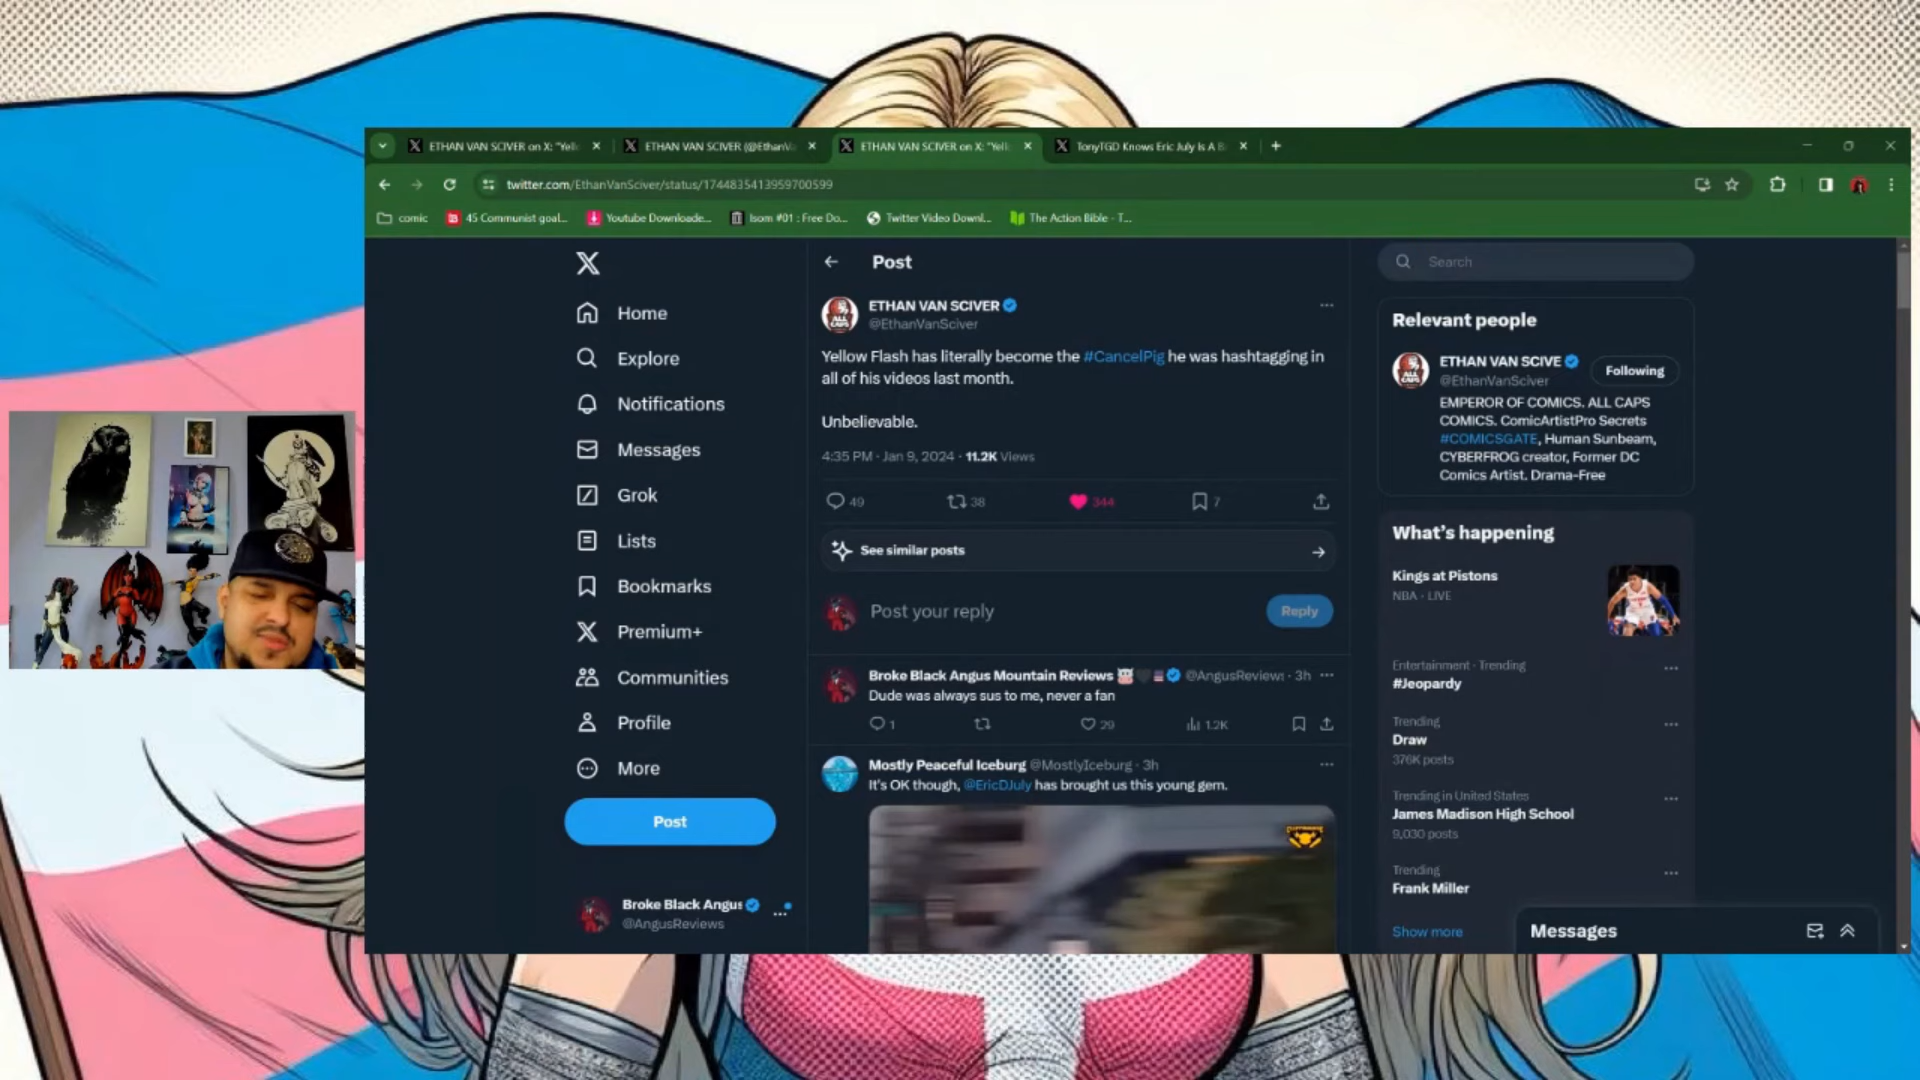 ETHAN VAN SCIVER on X: "Yell
ETHAN VAN SCIVER (@EthanVa
ETHAN VAN SCIVER on X: "Yell
TonyTGD Knows Eric July Is A B
twitter.com/EthanVanSciver/status/1744835413959700599
comic
45 Communist goal...
Youtube Downloade...
Isom #01 : Free Do...
Twitter Video Downl...
The Action Bible - T...
Home
Explore
Notifications
Messages
Grok
Lists
Bookmarks
Premium+
Communities
Profile
More
Post
Broke Black Angus
@AngusReviews
Post
ETHAN VAN SCIVER
@EthanVanSciver
Yellow Flash has literally become the #CancelPig he was hashtagging in
all of his videos last month.
Unbelievable.
4:35 PM · Jan 9, 2024 · 11.2K Views
49
38
344
7
See similar posts
Post your reply
Reply
Broke Black Angus Mountain Reviews @AngusReviews · 3h
Dude was always sus to me, never a fan
1
29
1.2K
Mostly Peaceful Iceburg @MostlyIceburg · 3h
It's OK though, @EricDJuly has brought us this young gem.
Search
Relevant people
ETHAN VAN SCIVE
@EthanVanSciver
Following
EMPEROR OF COMICS. ALL CAPS
COMICS. ComicArtistPro Secrets
#COMICSGATE, Human Sunbeam,
CYBERFROG creator, Former DC
Comics Artist. Drama-Free
What's happening
Kings at Pistons
NBA · LIVE
Entertainment · Trending
#Jeopardy
Trending
Draw
376K posts
Trending in United States
James Madison High School
9,030 posts
Trending
Frank Miller
Show more
Messages